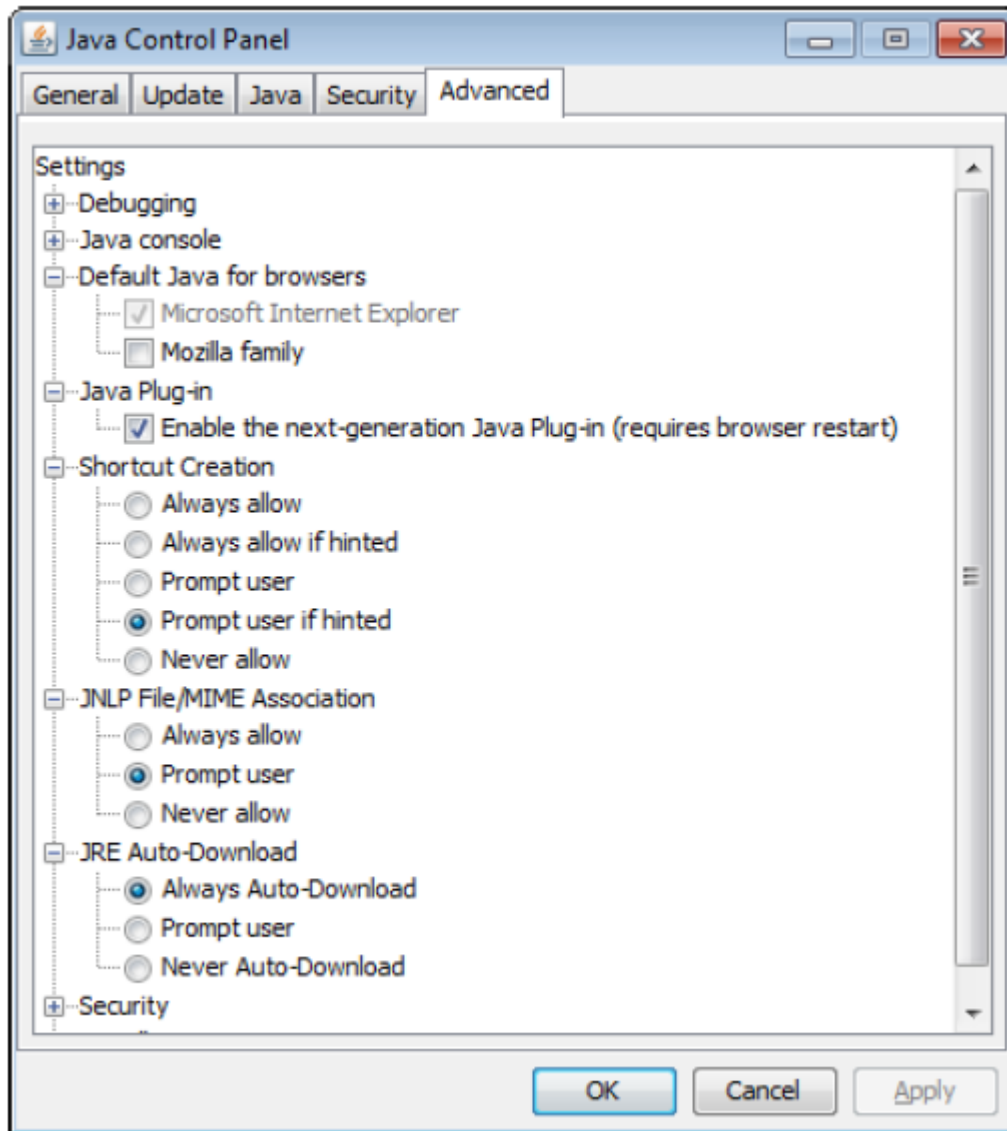 Java Control Panel
General Update Java Security Advanced
Settings
Debugging
Java console
Default Java for browsers
Microsoft Internet Explorer
Mozilla family
Java Plug-in
Enable the next-generation Java Plug-in (requires browser restart)
Shortcut Creation
Always allow
Always allow if hinted
Prompt user
Prompt user if hinted
Never allow
JNLP File/MIME Association
Always allow
Prompt user
Never allow
JRE Auto-Download
Always Auto-Download
Prompt user
Never Auto-Download
Security
OK Cancel Apply